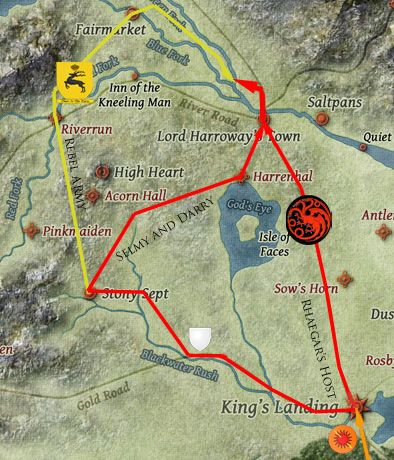 Fairmarket
Blue Fork
Fork
Inn of the
Kneeling Man
River Road
Saltpans
Riverrun
Lord Harroway's Town
Quiet
Rebel Army
High Heart
Harrenhal
Red Fork
Acorn Hall
God's Eye
Selmy and Darry
Pinkmaiden
Isle of
Faces
Antle
Sow's Horn
Stony Sept
Rhaegar's Host
Dus
Blackwater Rush
Rosby
Gold Road
King's Landing